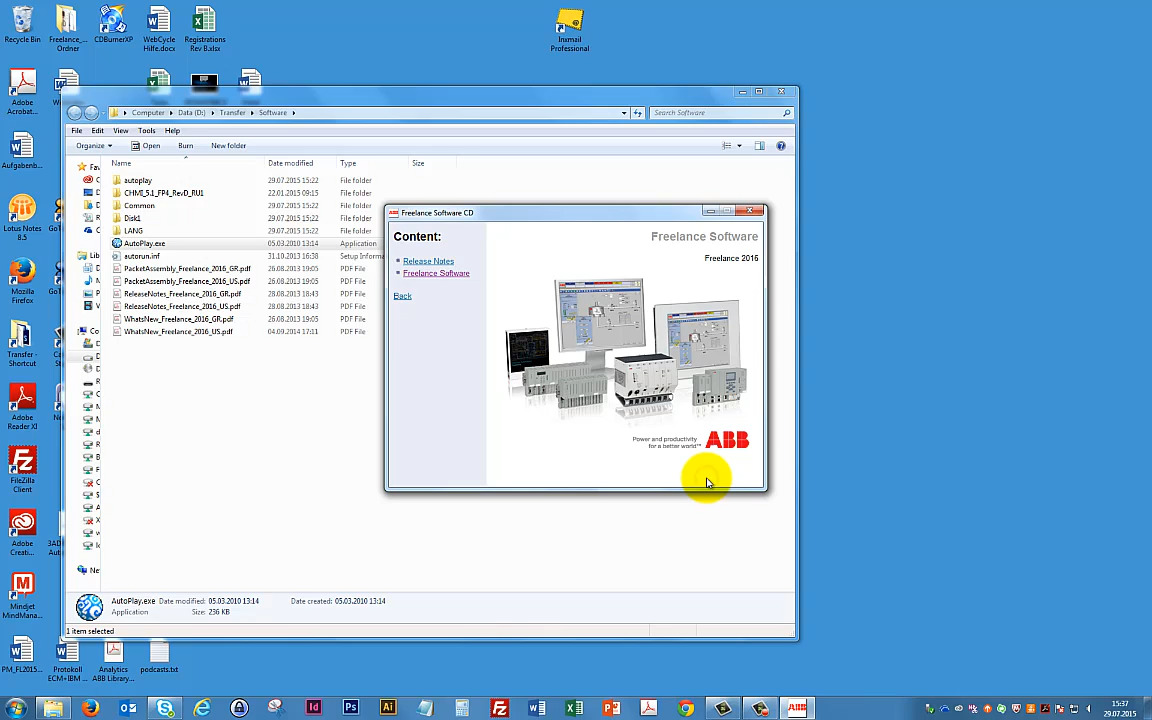 Recycle Bin
Freelance_...
Ordner
CDBurnerXP
WebCycle
Hilfe.docx
Registrations
Rev B.xlsx
Inxmail
Professional
Adobe
Acrobat...
Aufgabenb...
Lotus Notes
8.5
Mozilla
Firefox
Transfer -
Shortcut
Adobe
Reader XI
FileZilla
Client
Adobe
Creati...
Mindjet
MindMana...
PM_FL2015...
Protokoll
ECM+IBM ...
Analytics
ABB Library...
podcasts.txt
Computer Data (D:) Transfer Software
Search Software
File Edit View Tools Help
Organize Open Burn New folder
Name Date modified Type Size
autoplay 29.07.2015 15:22 File folder
CHMI_5.1_FP4_RevD_RU1 22.01.2015 09:15 File folder
Common 29.07.2015 15:22 File folder
Disk1 29.07.2015 15:22 File folder
LANG 29.07.2015 15:22 File folder
AutoPlay.exe 05.03.2010 13:14 Application
autorun.inf 31.10.2013 16:38 Setup Informa
PacketAssembly_Freelance_2016_GR.pdf 26.08.2013 19:05 PDF File
PacketAssembly_Freelance_2016_US.pdf 26.08.2013 19:05 PDF File
ReleaseNotes_Freelance_2016_GR.pdf 28.08.2013 18:43 PDF File
ReleaseNotes_Freelance_2016_US.pdf 28.08.2013 18:43 PDF File
WhatsNew_Freelance_2016_GR.pdf 26.08.2013 19:05 PDF File
WhatsNew_Freelance_2016_US.pdf 04.09.2014 17:11 PDF File
Freelance Software CD
Content:
Release Notes
Freelance Software
Back
Freelance Software
Freelance 2016
Power and productivity
for a better world™
ABB
AutoPlay.exe Date modified: 05.03.2010 13:14 Date created: 05.03.2010 13:14
Application Size: 236 KB
1 item selected
15:37
29.07.2015